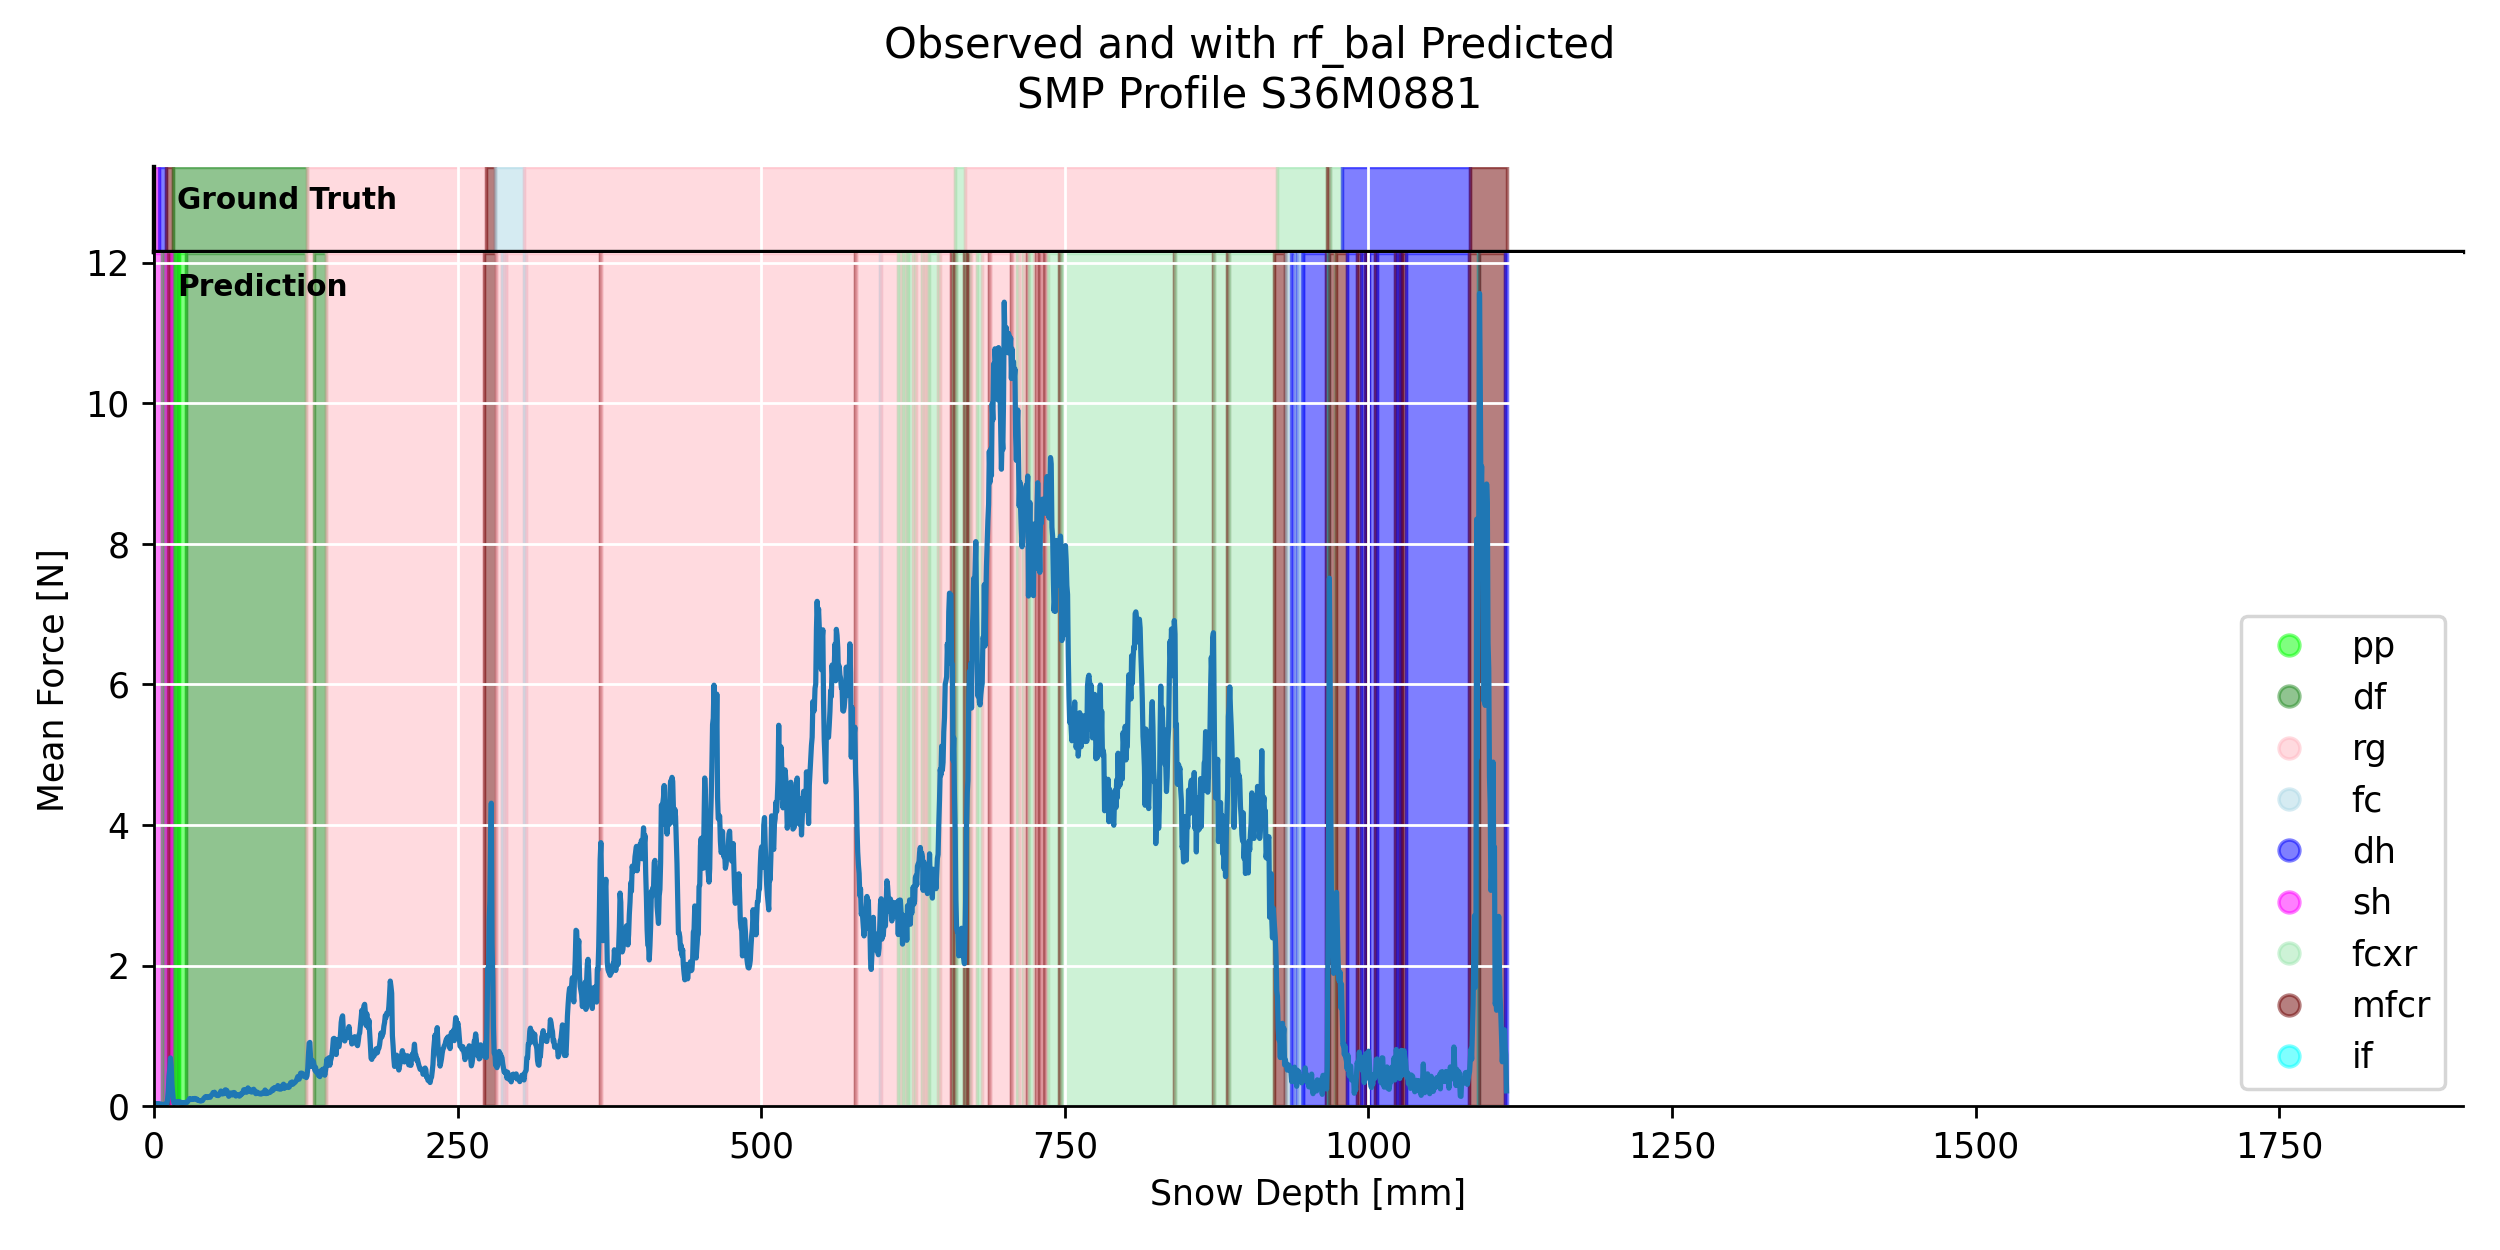 Observed and with rf_bal Predicted
SMP Profile S36M0881
Ground Truth
Prediction
Mean Force [N]
12
10
8
6
4
2
0
0 250 500 750 1000 1250 1500 1750
Snow Depth [mm]
pp
df
rg
fc
dh
sh
fcxr
mfcr
if